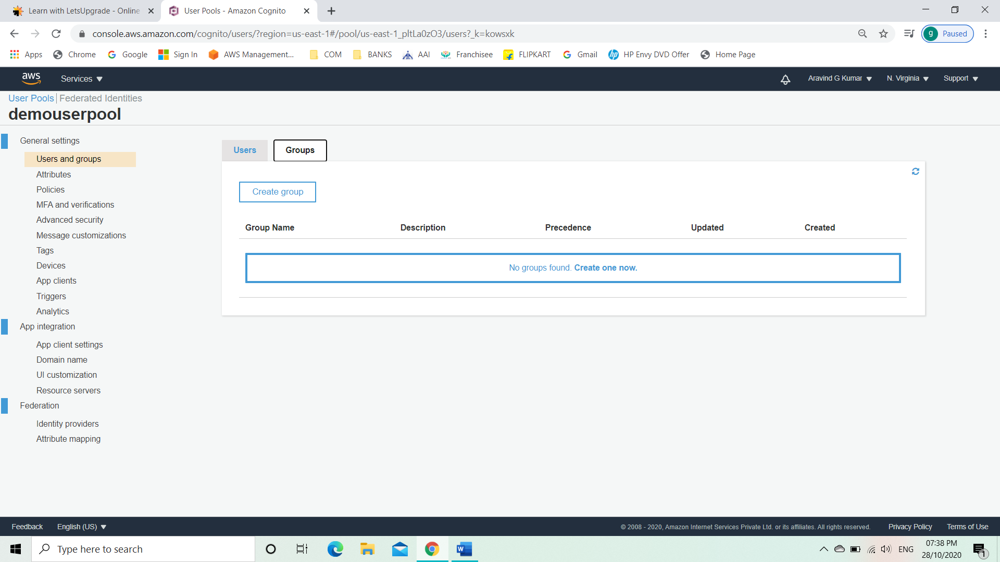 Learn with LetsUpgrade - Online
User Pools - Amazon Cognito
console.aws.amazon.com/cognito/users/?region=us-east-1#/pool/us-east-1_pltLa0zO3/users?_k=kowsxk
g Paused
Apps Chrome Google Sign In AWS Management... COM BANKS AAI Franchisee FLIPKART Gmail HP Envy DVD Offer Home Page
aws Services Aravind G Kumar N. Virginia Support
User Pools Federated Identities
demouserpool
General settings
Users and groups
Attributes
Policies
MFA and verifications
Advanced security
Message customizations
Tags
Devices
App clients
Triggers
Analytics
App integration
App client settings
Domain name
UI customization
Resource servers
Federation
Identity providers
Attribute mapping
Users Groups
Create group
Group Name Description Precedence Updated Created
No groups found. Create one now.
Feedback English (US) © 2008 - 2020, Amazon Internet Services Private Ltd. or its affiliates. All rights reserved. Privacy Policy Terms of Use
Type here to search
ENG
07:38 PM
28/10/2020
1